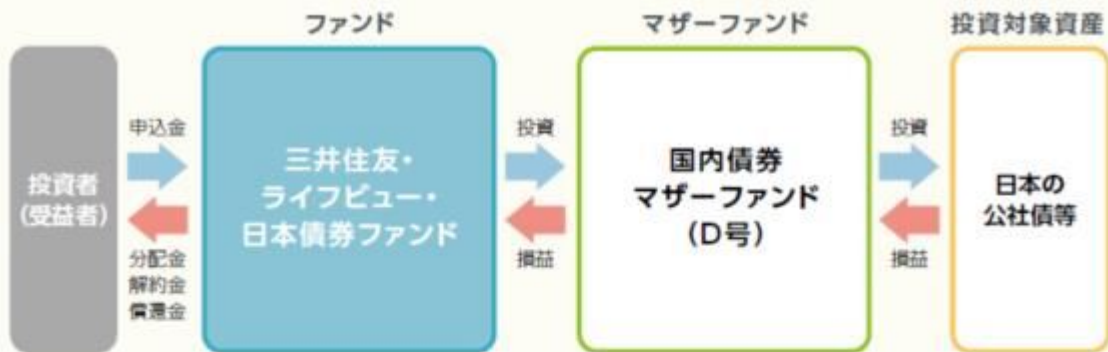 ファンド
マザーファンド
投資対象資産
投資者
(受益者)
申込金
分配金
解約金
償還金
三井住友・
ライフビュー・
日本債券ファンド
投資
損益
国内債券
マザーファンド
(D号)
投資
損益
日本の
公社債等